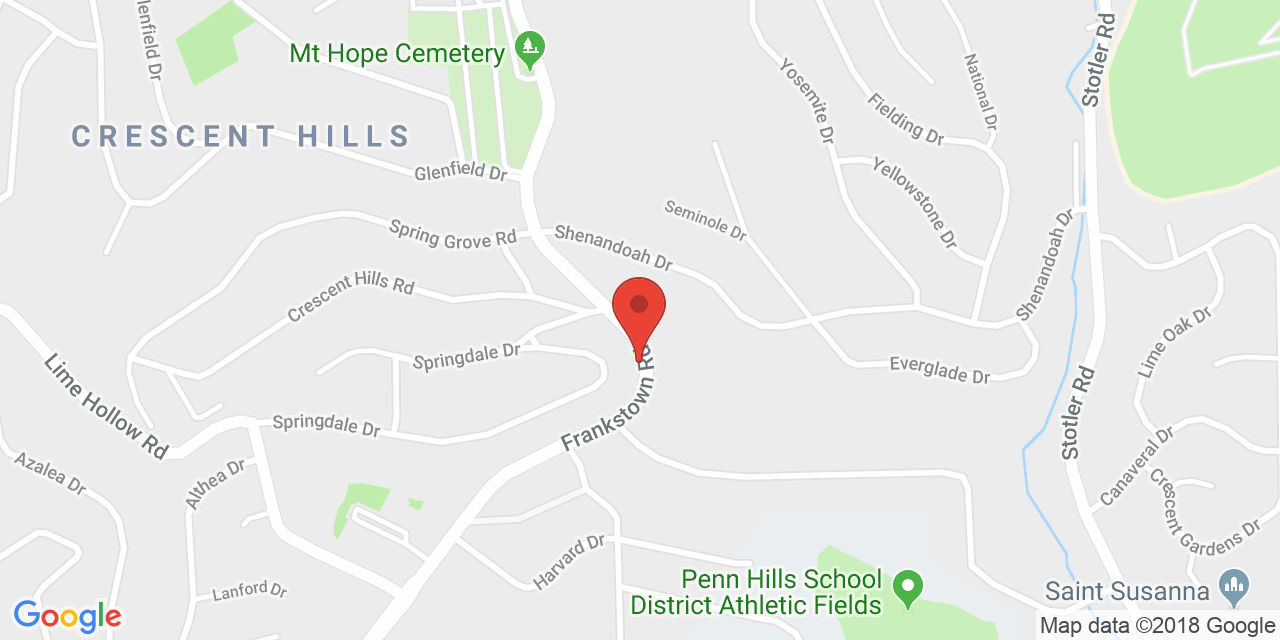 Glenfield Dr
Mt Hope Cemetery
Stotler Rd
Yosemite Dr
National Dr
Fielding Dr
CRESCENT HILLS
Glenfield Dr
Yellowstone Dr
Seminole Dr
Spring Grove Rd
Shenandoah Dr
Shenandoah Dr
Crescent Hills Rd
Lime Oak Dr
Springdale Dr
Everglade Dr
Lime Hollow Rd
Frankstown Rd
Stotler Rd
Springdale Dr
Canaveral Dr
Azalea Dr
Althea Dr
Crescent Gardens Dr
Harvard Dr
Lanford Dr
Penn Hills School
District Athletic Fields
Saint Susanna
Google
Map data ©2018 Google